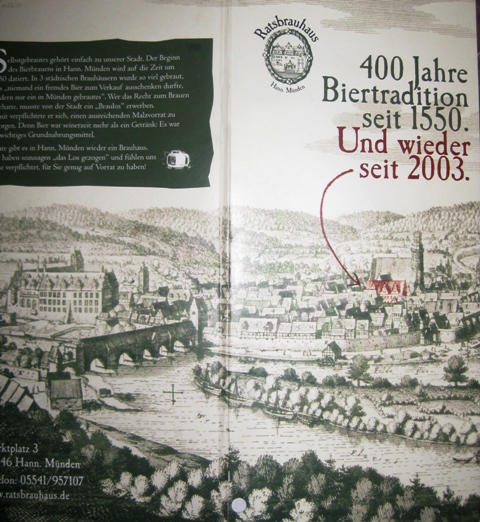 Selbstgebrautes gehört einfach zu unserer Stadt. Der Beginn
des Bierbrauens in Hann. Münden wird auf die Zeit um
datiert. In 3 städtischen Brauhäusern wurde so viel gebraut,
„niemand ein fremdes Bier zum Verkauf ausschenken durfte,
nur ein in Münden gebrautes". Wer das Recht zum Brauen
musste von der Stadt ein „Braulos" erwerben.
verpflichtete er sich, einen ausreichenden Malzvorrat zu
Denn Bier war seinerzeit mehr als ein Getränk: Es war
wichtiges Grundnahrungsmittel.
gibt es in Hann. Münden wieder ein Brauhaus.
haben sozusagen „das Los gezogen" und fühlen uns
verpflichtet, für Sie genug auf Vorrat zu haben!
Ratsbrauhaus
Hann. Münden
400 Jahre
Biertradition
seit 1550.
Und wieder
seit 2003.
3
46 Hann. Münden
05541/957107
.ratsbrauhaus.de